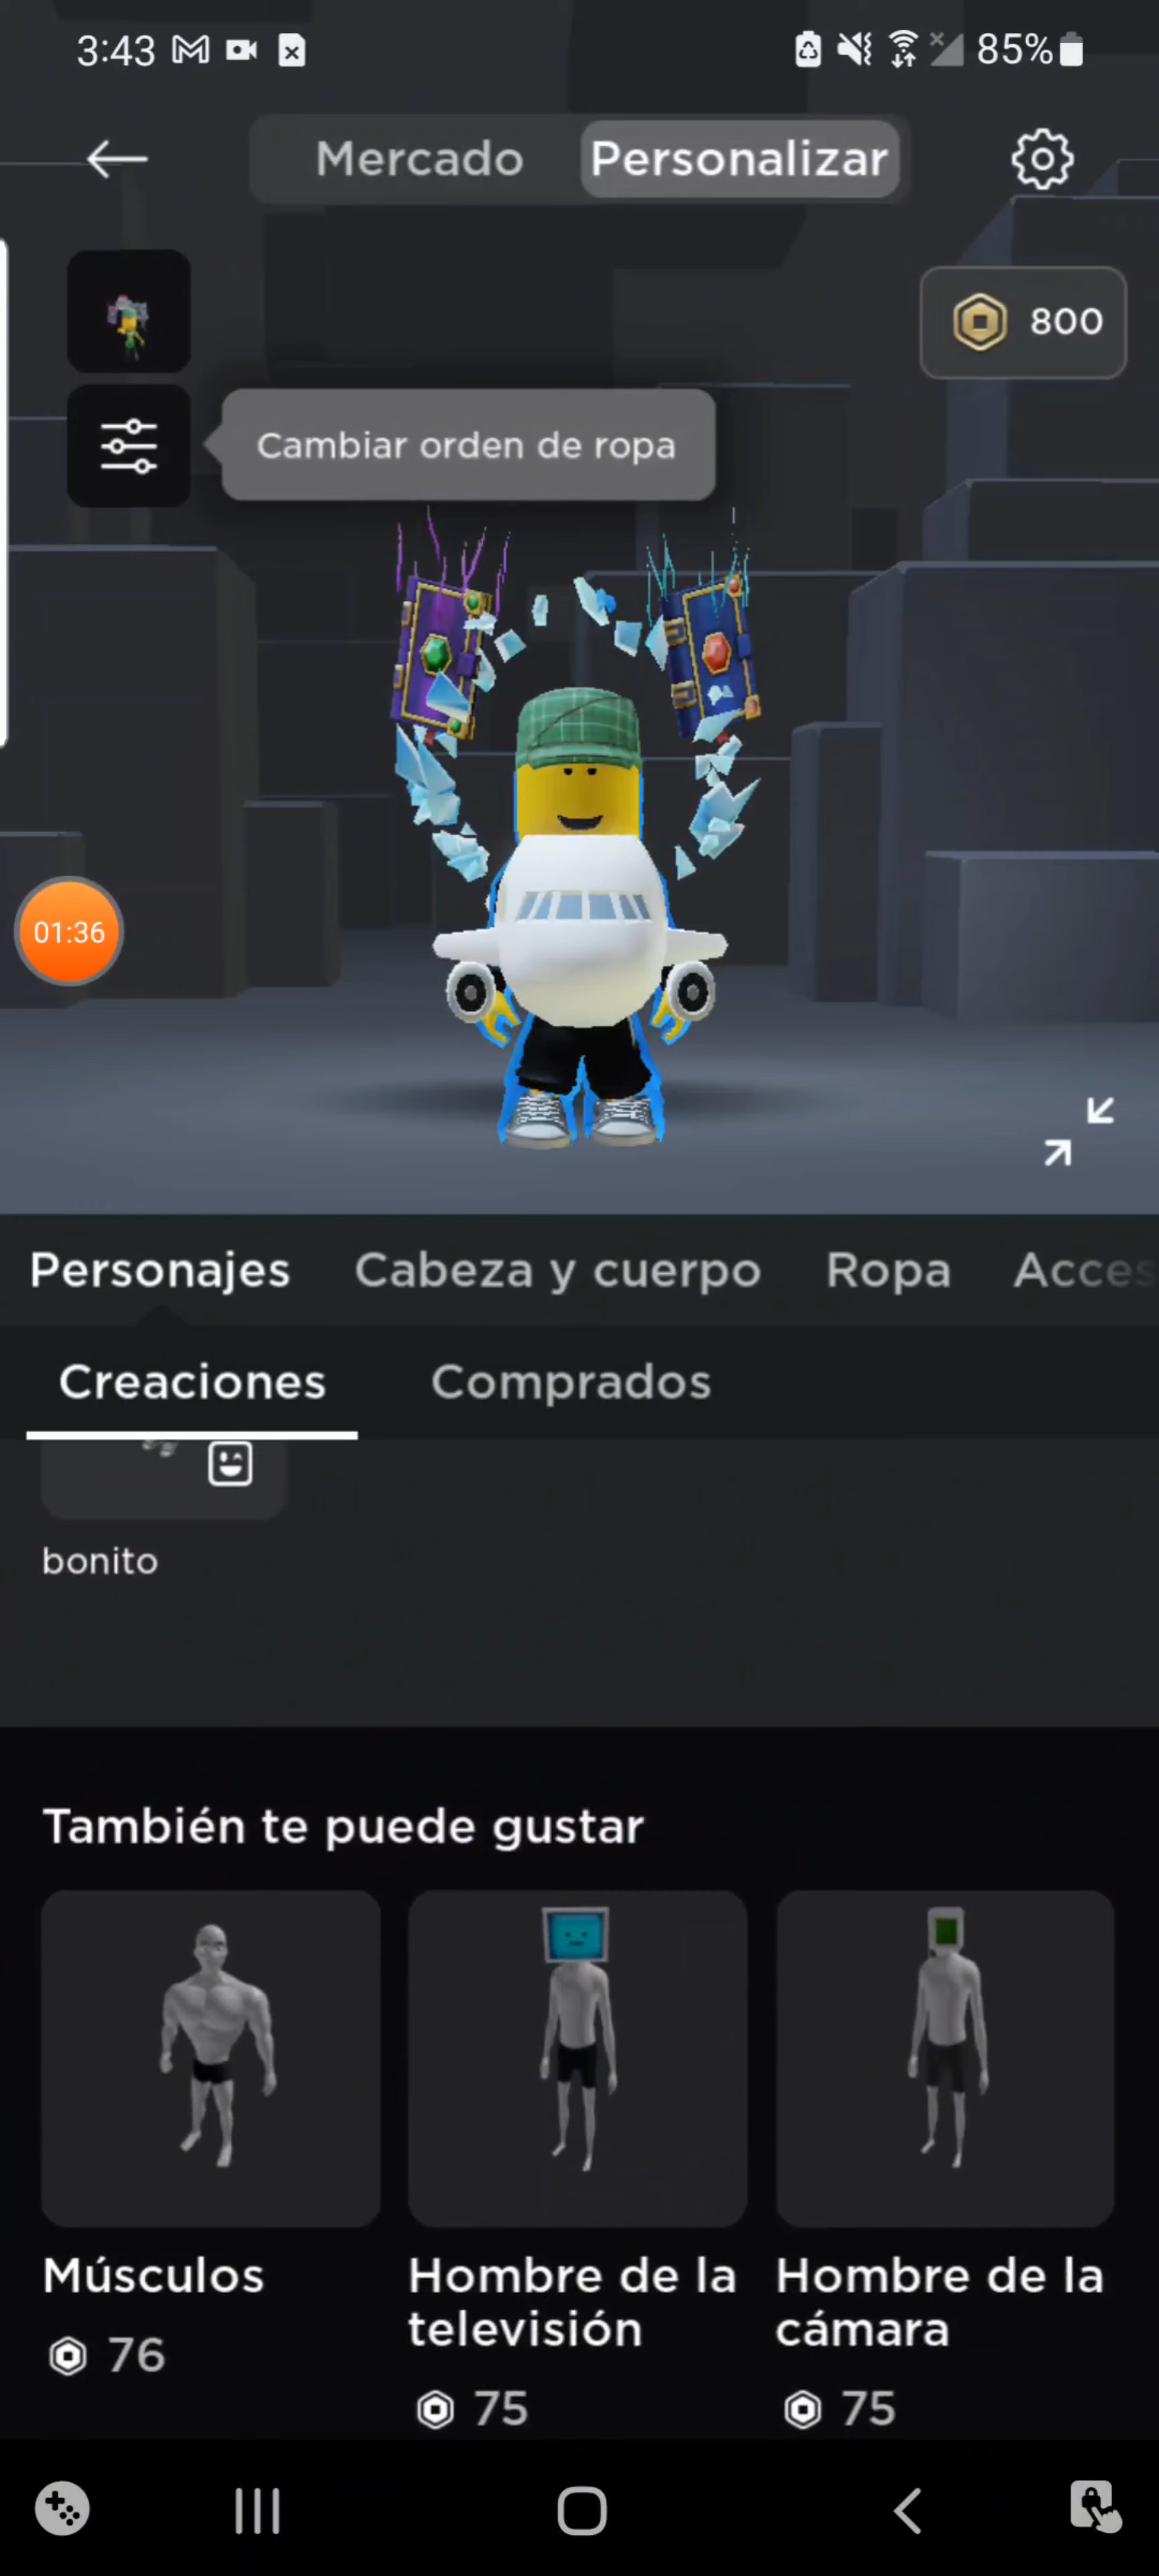 3:43
85%
Mercado
Personalizar
800
Cambiar orden de ropa
01:36
Personajes
Cabeza y cuerpo
Ropa
Acces
Creaciones
Comprados
bonito
También te puede gustar
Músculos
76
Hombre de la
televisión
75
Hombre de la
cámara
75